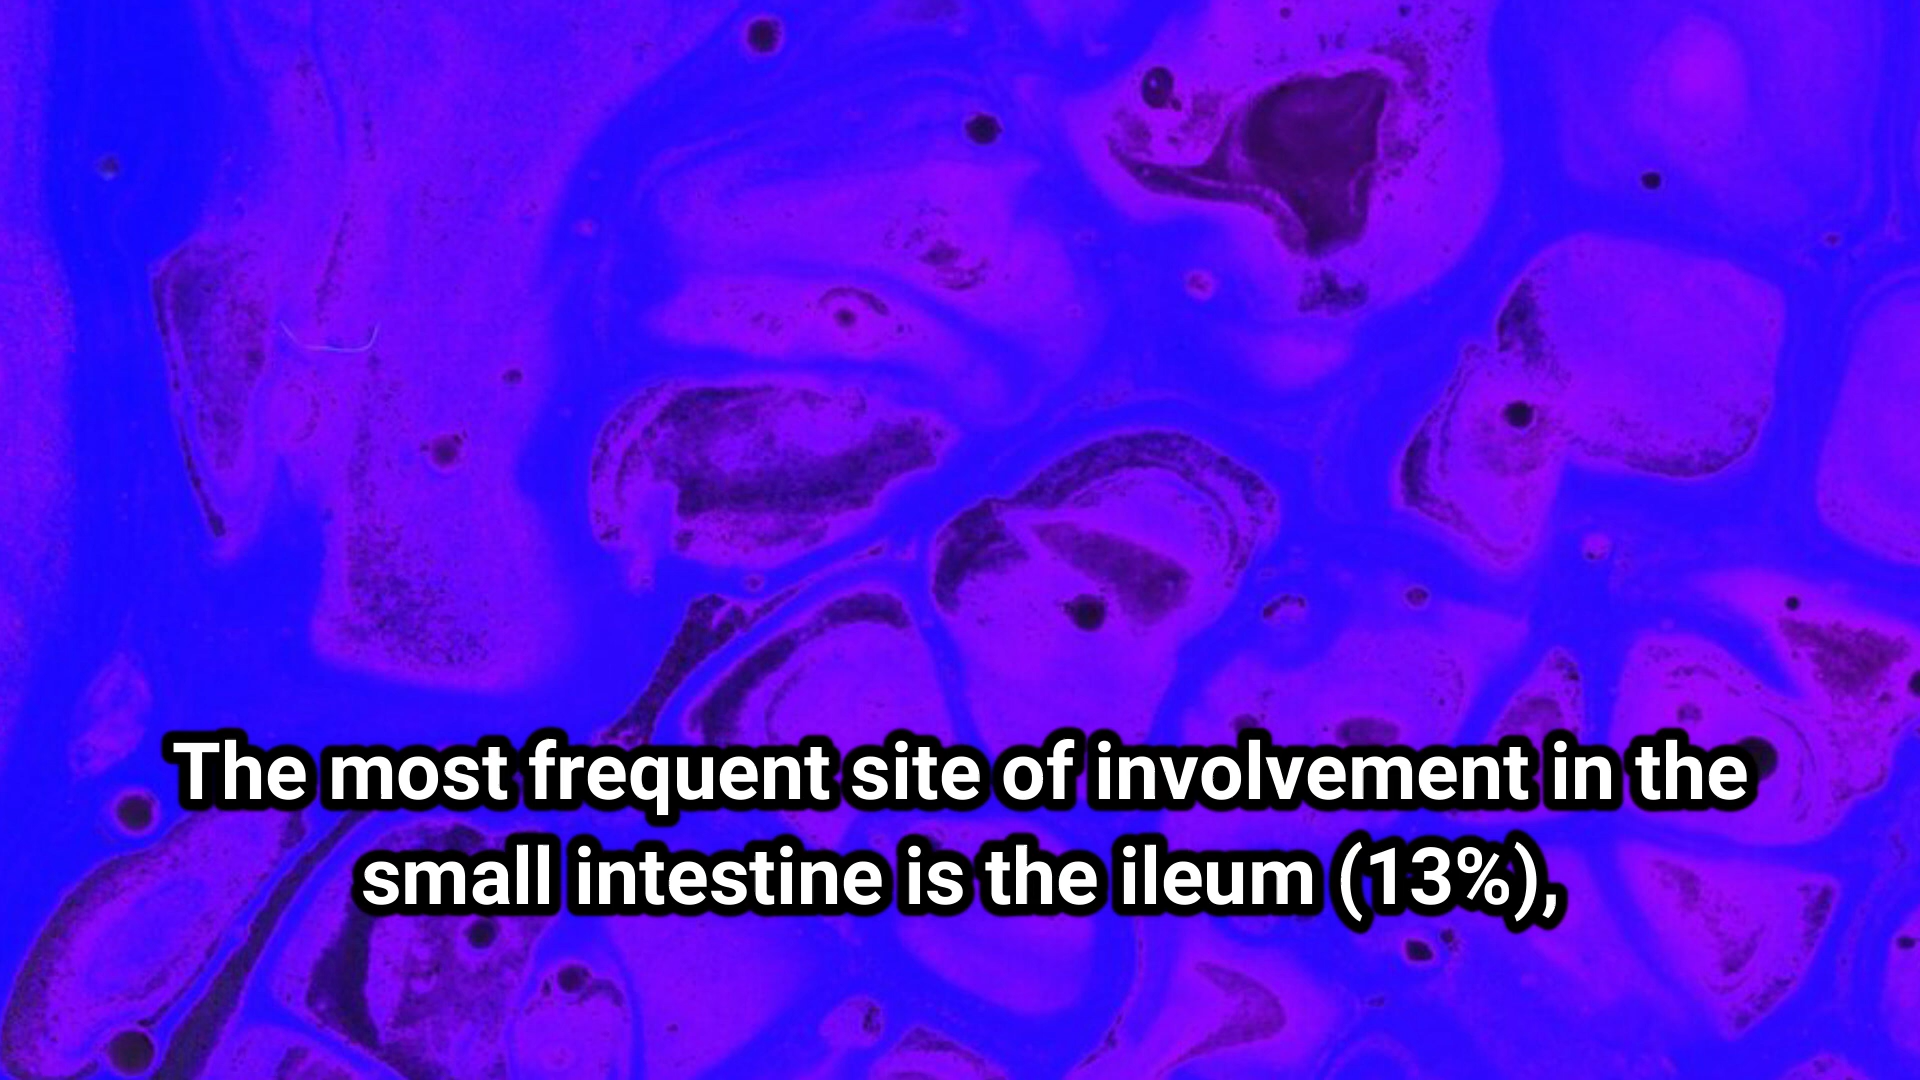 The most frequent site of involvement in the
small intestine is the ileum (13%),